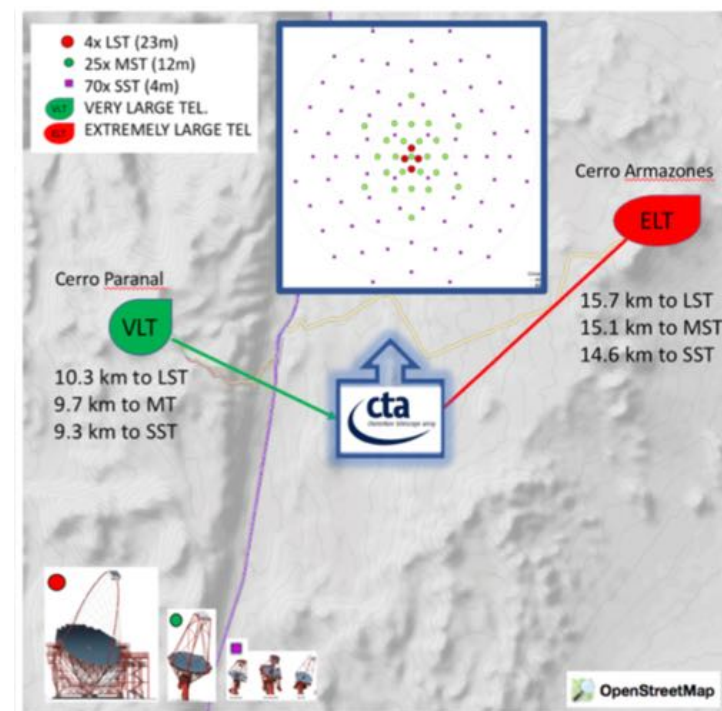 4x LST (23m)
25x MST (12m)
70x SST (4m)
VLT VERY LARGE TEL.
ELT EXTREMELY LARGE TEL
Cerro Armazones
ELT
Cerro Paranal
VLT
15.7 km to LST
15.1 km to MST
14.6 km to SST
10.3 km to LST
9.7 km to MT
9.3 km to SST
cta
cherenkov telescope array
OpenStreetMap